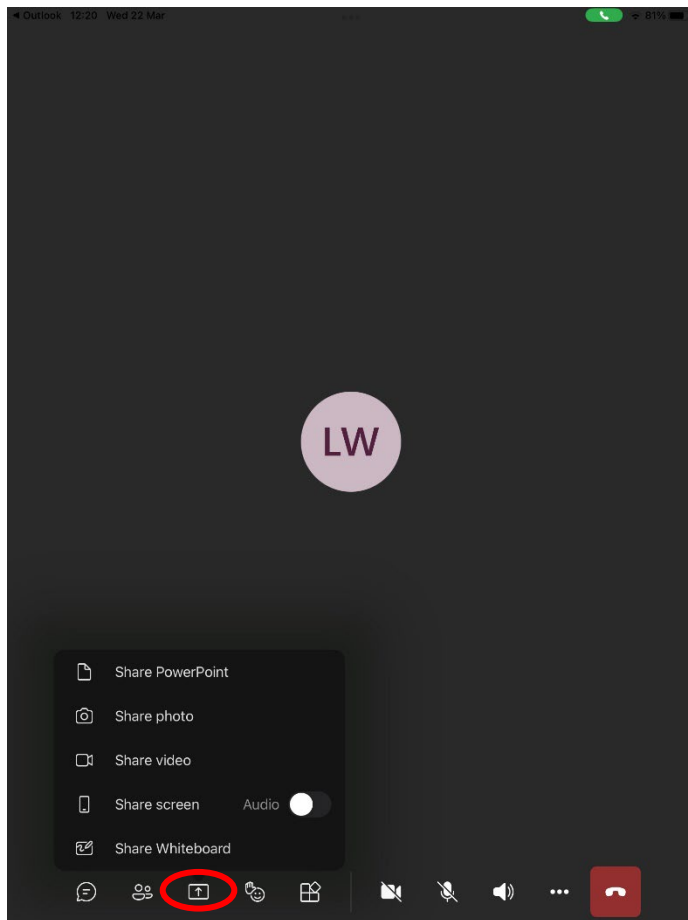 ◂ Outlook 12:20 Wed 22 Mar 81%
LW
Share PowerPoint
Share photo
Share video
Share screen Audio
Share Whiteboard